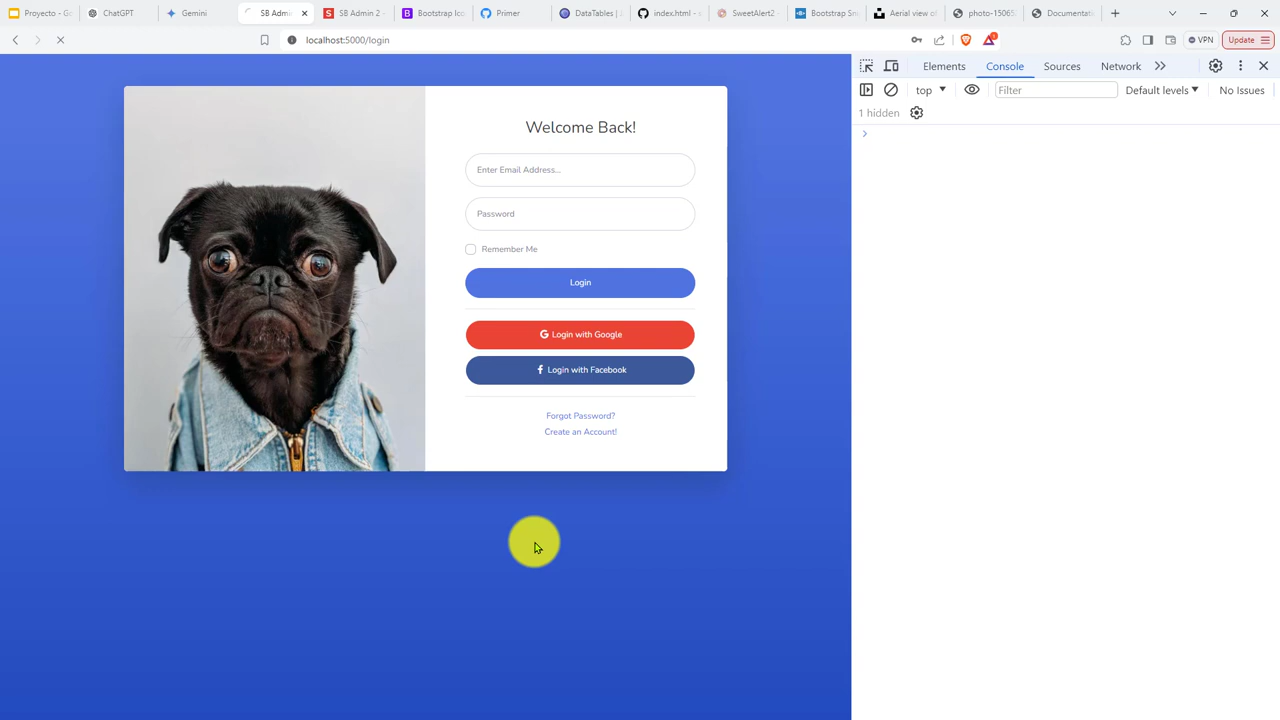 Proyecto - G
ChatGPT
Gemini
SB Admi
SB Admin 2
Bootstrap Ico
Primer
DataTables |
index.html -
SweetAlert2
Bootstrap Sn
Aerial view o
photo-15065
Documentat
localhost:5000/login
VPN
Update
Elements
Console
Sources
Network
top
Filter
Default levels
No Issues
1 hidden
Welcome Back!
Enter Email Address...
Password
Remember Me
Login
Login with Google
Login with Facebook
Forgot Password?
Create an Account!